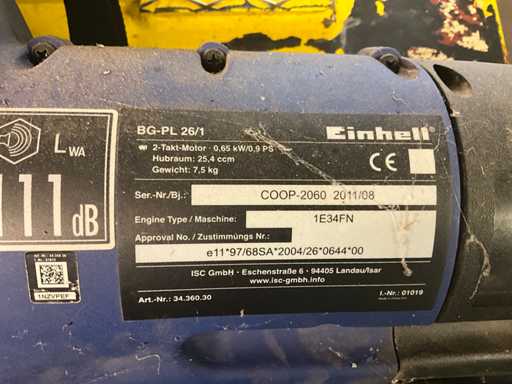 BG-PL 26/1
Einhell
2-Takt-Motor · 0,65 kW/0,9 PS
Hubraum: 25,4 ccm
Gewicht: 7,5 kg
CE
LWA
111 dB
Ser.-Nr./Bj.: COOP-2060 2011/08
Engine Type / Maschine: 1E34FN
Approval No. / Zustimmungs Nr.:
e11*97/68SA*2004/26*0644*00
ISC GmbH · Eschenstraße 6 · 94405 Landau/Isar
www.isc-gmbh.info
Art.-Nr.: 34.360.30 I.-Nr.: 01019
1NZVPEF